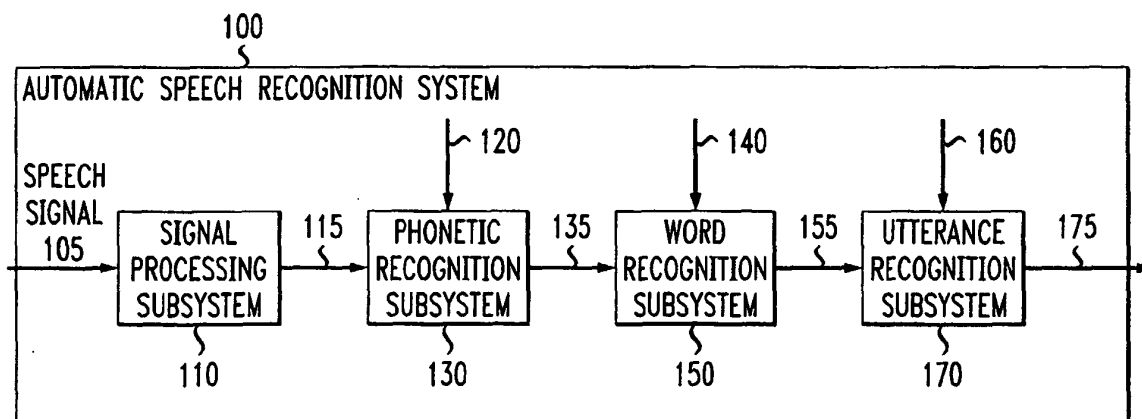 100
AUTOMATIC SPEECH RECOGNITION SYSTEM
120
140
160
SPEECH
SIGNAL
105
SIGNAL
PROCESSING
SUBSYSTEM
115
PHONETIC
RECOGNITION
SUBSYSTEM
135
WORD
RECOGNITION
SUBSYSTEM
155
UTTERANCE
RECOGNITION
SUBSYSTEM
175
110
130
150
170